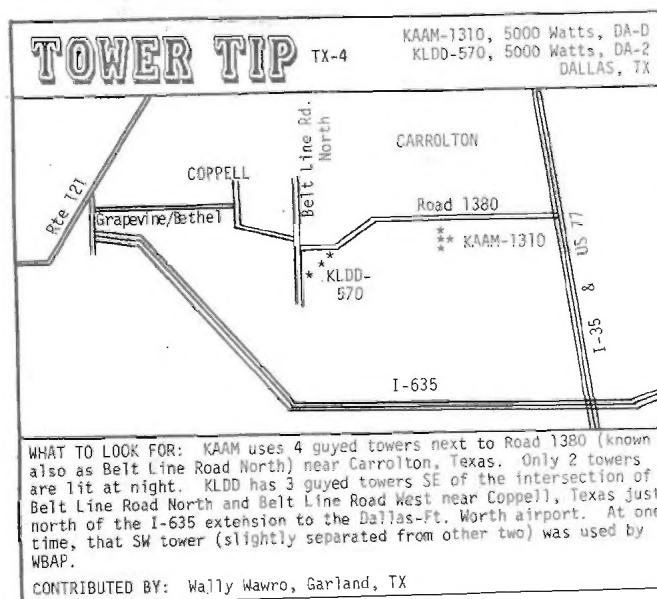 TOWER TIP TX-4
KAAM-1310, 5000 Watts, DA-D
KLDD-570, 5000 Watts, DA-2
DALLAS, TX
Rte 121
COPPELL
Grapevine/Bethel
Belt Line Rd.
North
CARROLTON
Road 1380
*** KAAM-1310
*
*
* KLDD-
570
I-35 & US 77
I-635
WHAT TO LOOK FOR: KAAM uses 4 guyed towers next to Road 1380 (known
also as Belt Line Road North) near Carrolton, Texas. Only 2 towers
are lit at night. KLDD has 3 guyed towers SE of the intersection of
Belt Line Road North and Belt Line Road West near Coppell, Texas just
north of the I-635 extension to the Dallas-Ft. Worth airport. At one
time, that SW tower (slightly separated from other two) was used by
WBAP.
CONTRIBUTED BY: Wally Wawro, Garland, TX